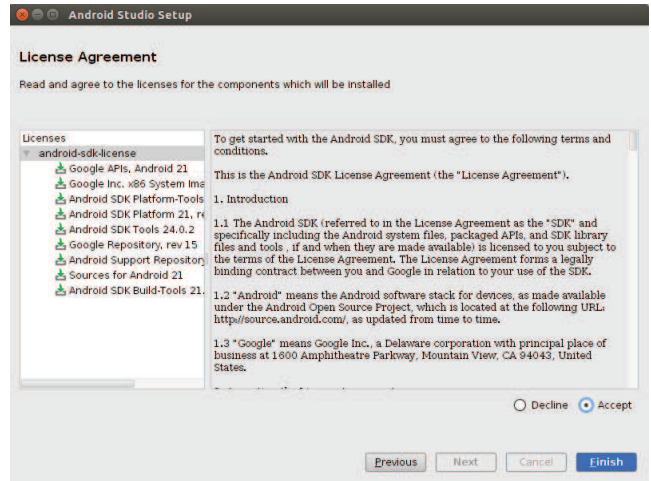 Android Studio Setup
License Agreement
Read and agree to the licenses for the components which will be installed
Licenses
android-sdk-license
Google APIs, Android 21
Google Inc. x86 System Ima
Android SDK Platform-Tools
Android SDK Platform 21, re
Android SDK Tools 24.0.2
Google Repository, rev 15
Android Support Repository
Sources for Android 21
Android SDK Build-Tools 21.
To get started with the Android SDK, you must agree to the following terms and
conditions.
This is the Android SDK License Agreement (the "License Agreement").
1. Introduction
1.1 The Android SDK (referred to in the License Agreement as the "SDK" and
specifically including the Android system files, packaged APIs, and SDK library
files and tools , if and when they are made available) is licensed to you subject to
the terms of the License Agreement. The License Agreement forms a legally
binding contract between you and Google in relation to your use of the SDK.
1.2 "Android" means the Android software stack for devices, as made available
under the Android Open Source Project, which is located at the following URL:
http://source.android.com/, as updated from time to time.
1.3 "Google" means Google Inc., a Delaware corporation with principal place of
business at 1600 Amphitheatre Parkway, Mountain View, CA 94043, United
States.
Decline Accept
Previous Next Cancel Finish